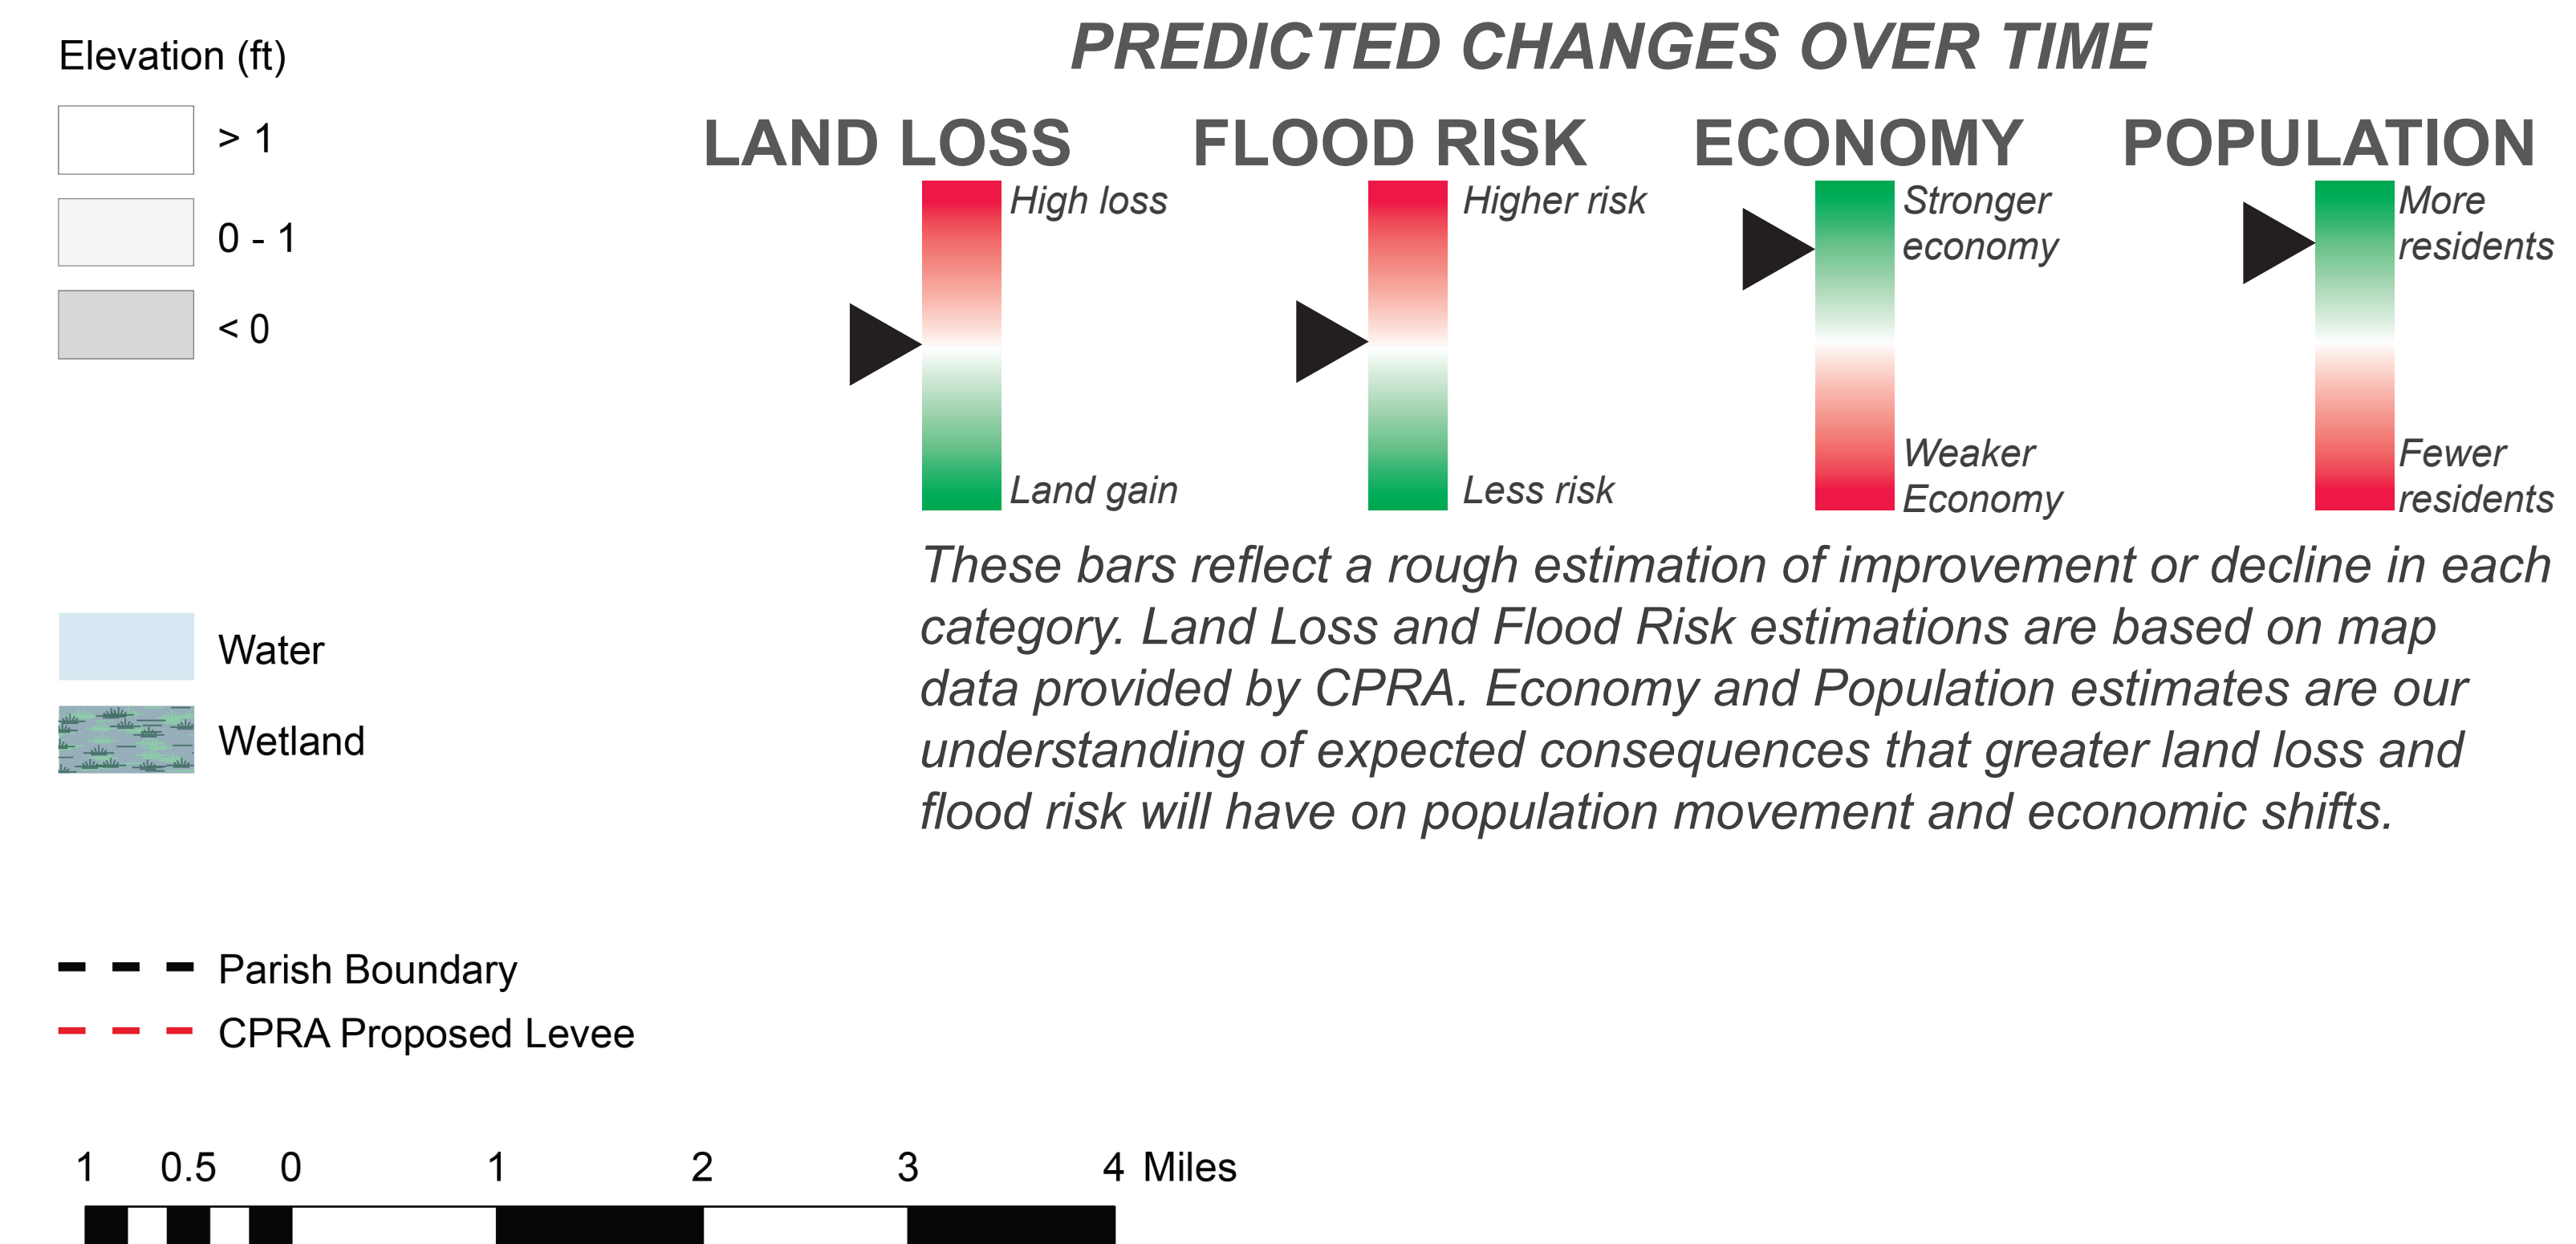 Elevation (ft)
> 1
0 - 1
< 0
Water
Wetland
Parish Boundary
CPRA Proposed Levee
1 0.5 0 1 2 3 4 Miles
PREDICTED CHANGES OVER TIME
LAND LOSS
High loss
Land gain
FLOOD RISK
Higher risk
Less risk
ECONOMY
Stronger
economy
Weaker
Economy
POPULATION
More
residents
Fewer
residents
These bars reflect a rough estimation of improvement or decline in each
category. Land Loss and Flood Risk estimations are based on map
data provided by CPRA. Economy and Population estimates are our
understanding of expected consequences that greater land loss and
flood risk will have on population movement and economic shifts.